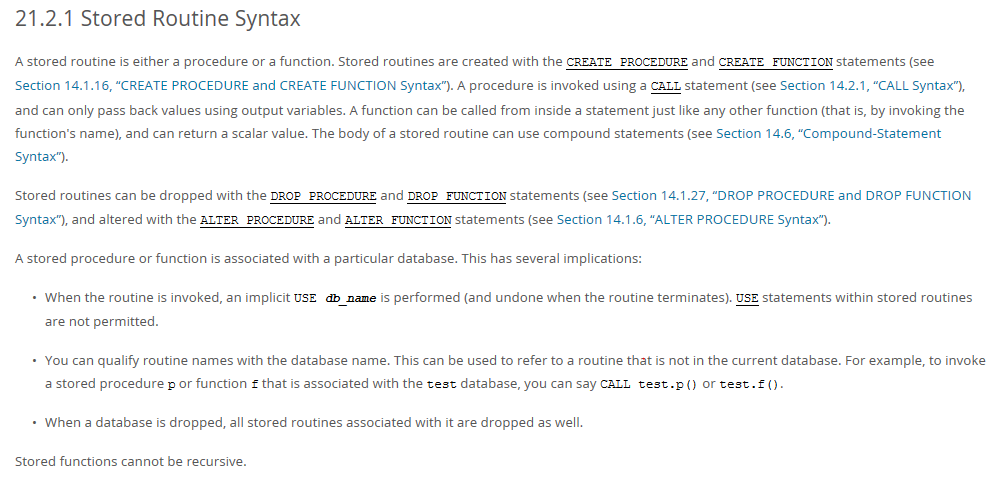 21.2.1 Stored Routine Syntax
A stored routine is either a procedure or a function. Stored routines are created with the CREATE PROCEDURE and CREATE FUNCTION statements (see
Section 14.1.16, “CREATE PROCEDURE and CREATE FUNCTION Syntax”). A procedure is invoked using a CALL statement (see Section 14.2.1, “CALL Syntax”),
and can only pass back values using output variables. A function can be called from inside a statement just like any other function (that is, by invoking the
function's name), and can return a scalar value. The body of a stored routine can use compound statements (see Section 14.6, “Compound-Statement
Syntax”).
Stored routines can be dropped with the DROP PROCEDURE and DROP FUNCTION statements (see Section 14.1.27, “DROP PROCEDURE and DROP FUNCTION
Syntax”), and altered with the ALTER PROCEDURE and ALTER FUNCTION statements (see Section 14.1.6, “ALTER PROCEDURE Syntax”).
A stored procedure or function is associated with a particular database. This has several implications:
• When the routine is invoked, an implicit USE db_name is performed (and undone when the routine terminates). USE statements within stored routines
are not permitted.
• You can qualify routine names with the database name. This can be used to refer to a routine that is not in the current database. For example, to invoke
a stored procedure p or function f that is associated with the test database, you can say CALL test.p() or test.f().
• When a database is dropped, all stored routines associated with it are dropped as well.
Stored functions cannot be recursive.